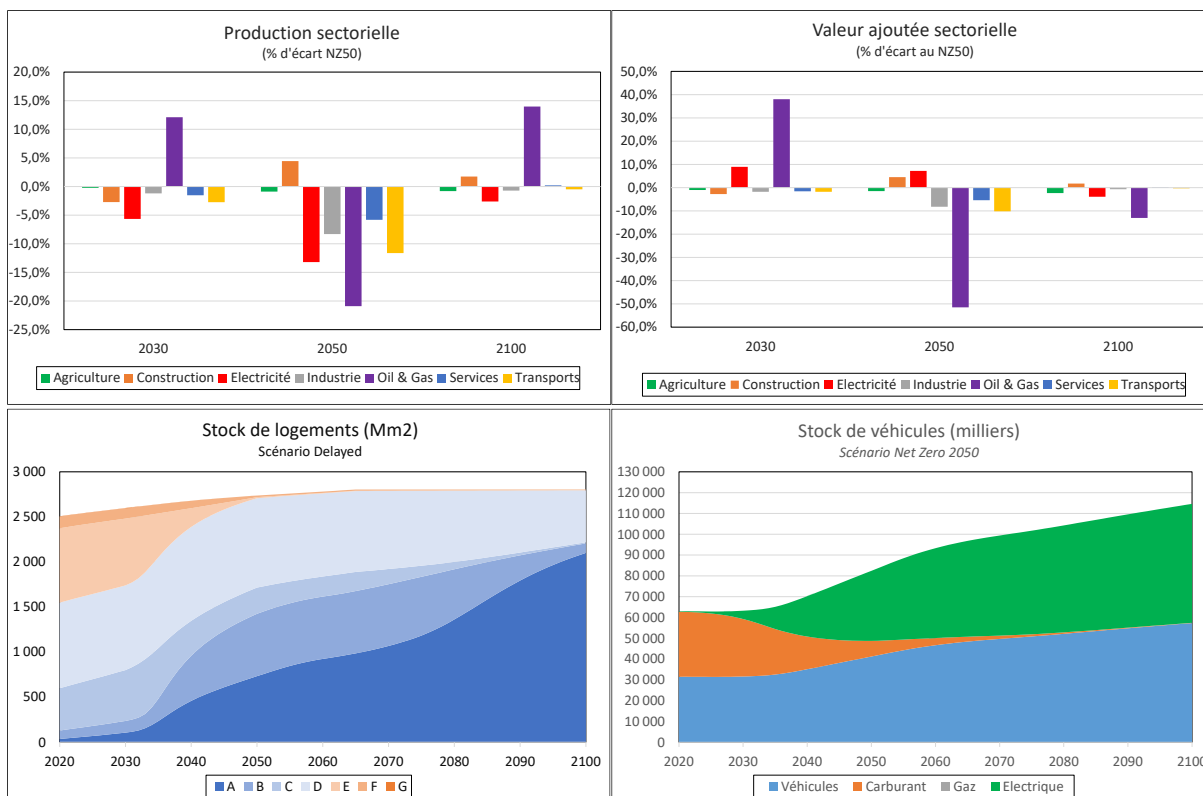 Production sectorielle
(% d'écart NZ50)
20,0%
15,0%
10,0%
5,0%
0,0%
-5,0%
-10,0%
-15,0%
-20,0%
-25,0%
2030 2050 2100
Agriculture Construction Electricité Industrie Oil & Gas Services Transports
Valeur ajoutée sectorielle
(% d'écart au NZ50)
50,0%
40,0%
30,0%
20,0%
10,0%
0,0%
-10,0%
-20,0%
-30,0%
-40,0%
-50,0%
-60,0%
2030 2050 2100
Agriculture Construction Electricité Industrie Oil & Gas Services Transports
Stock de logements (Mm2)
Scénario Delayed
3 000
2 500
2 000
1 500
1 000
500
0
2020 2030 2040 2050 2060 2070 2080 2090 2100
A B C D E F G
Stock de véhicules (milliers)
Scénario Net Zero 2050
130 000
120 000
110 000
100 000
90 000
80 000
70 000
60 000
50 000
40 000
30 000
20 000
10 000
0
2020 2030 2040 2050 2060 2070 2080 2090 2100
Véhicules Carburant Gaz Electrique